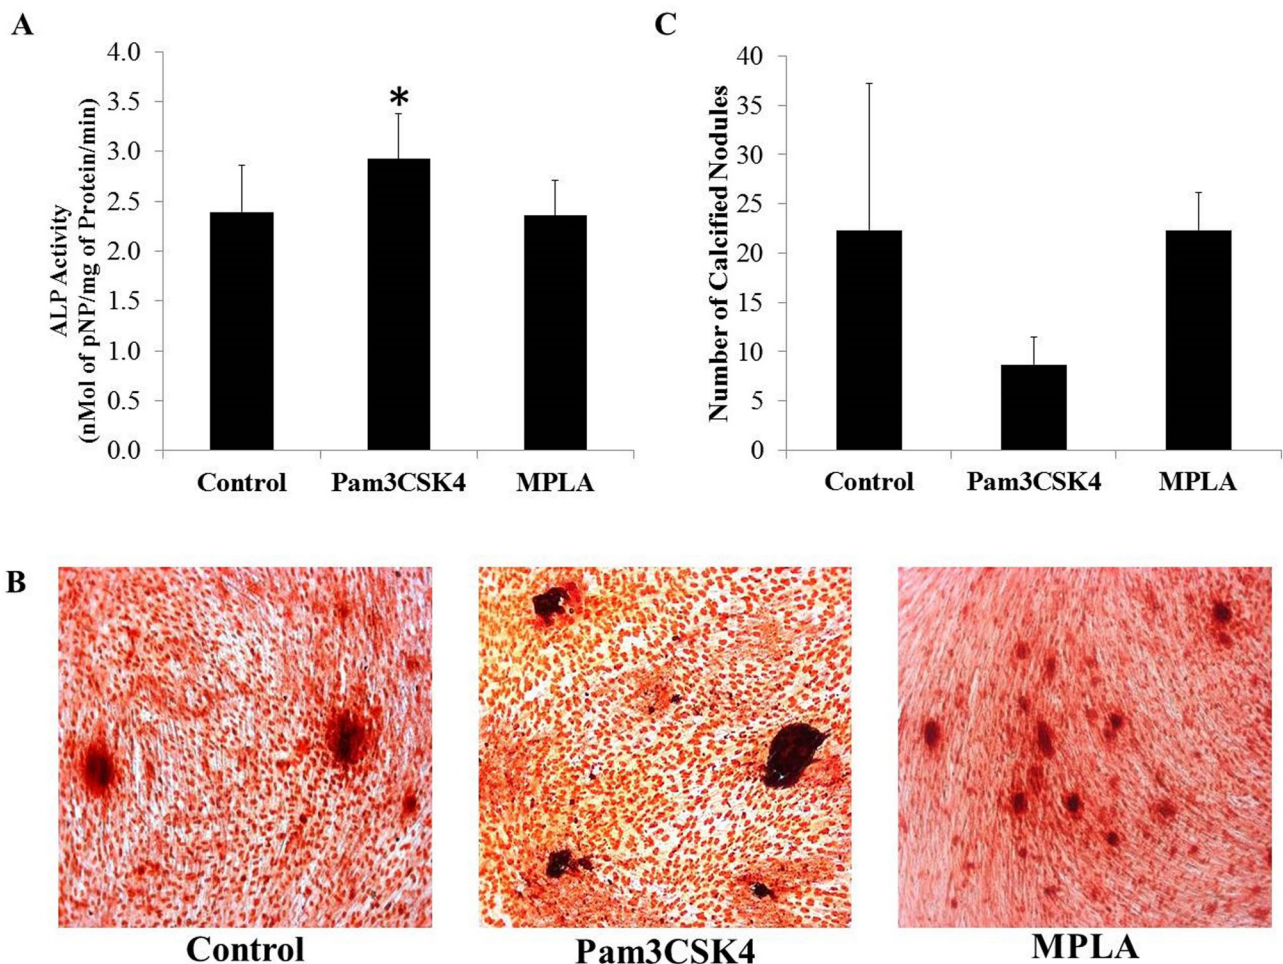 A
4.0
3.5
3.0
2.5
2.0
1.5
1.0
0.5
0.0
ALP Activity
(nMol of pNP/mg of Protein/min)
*
Control Pam3CSK4 MPLA
C
40
35
30
25
20
15
10
5
0
Number of Calcified Nodules
Control Pam3CSK4 MPLA
B
Control Pam3CSK4 MPLA